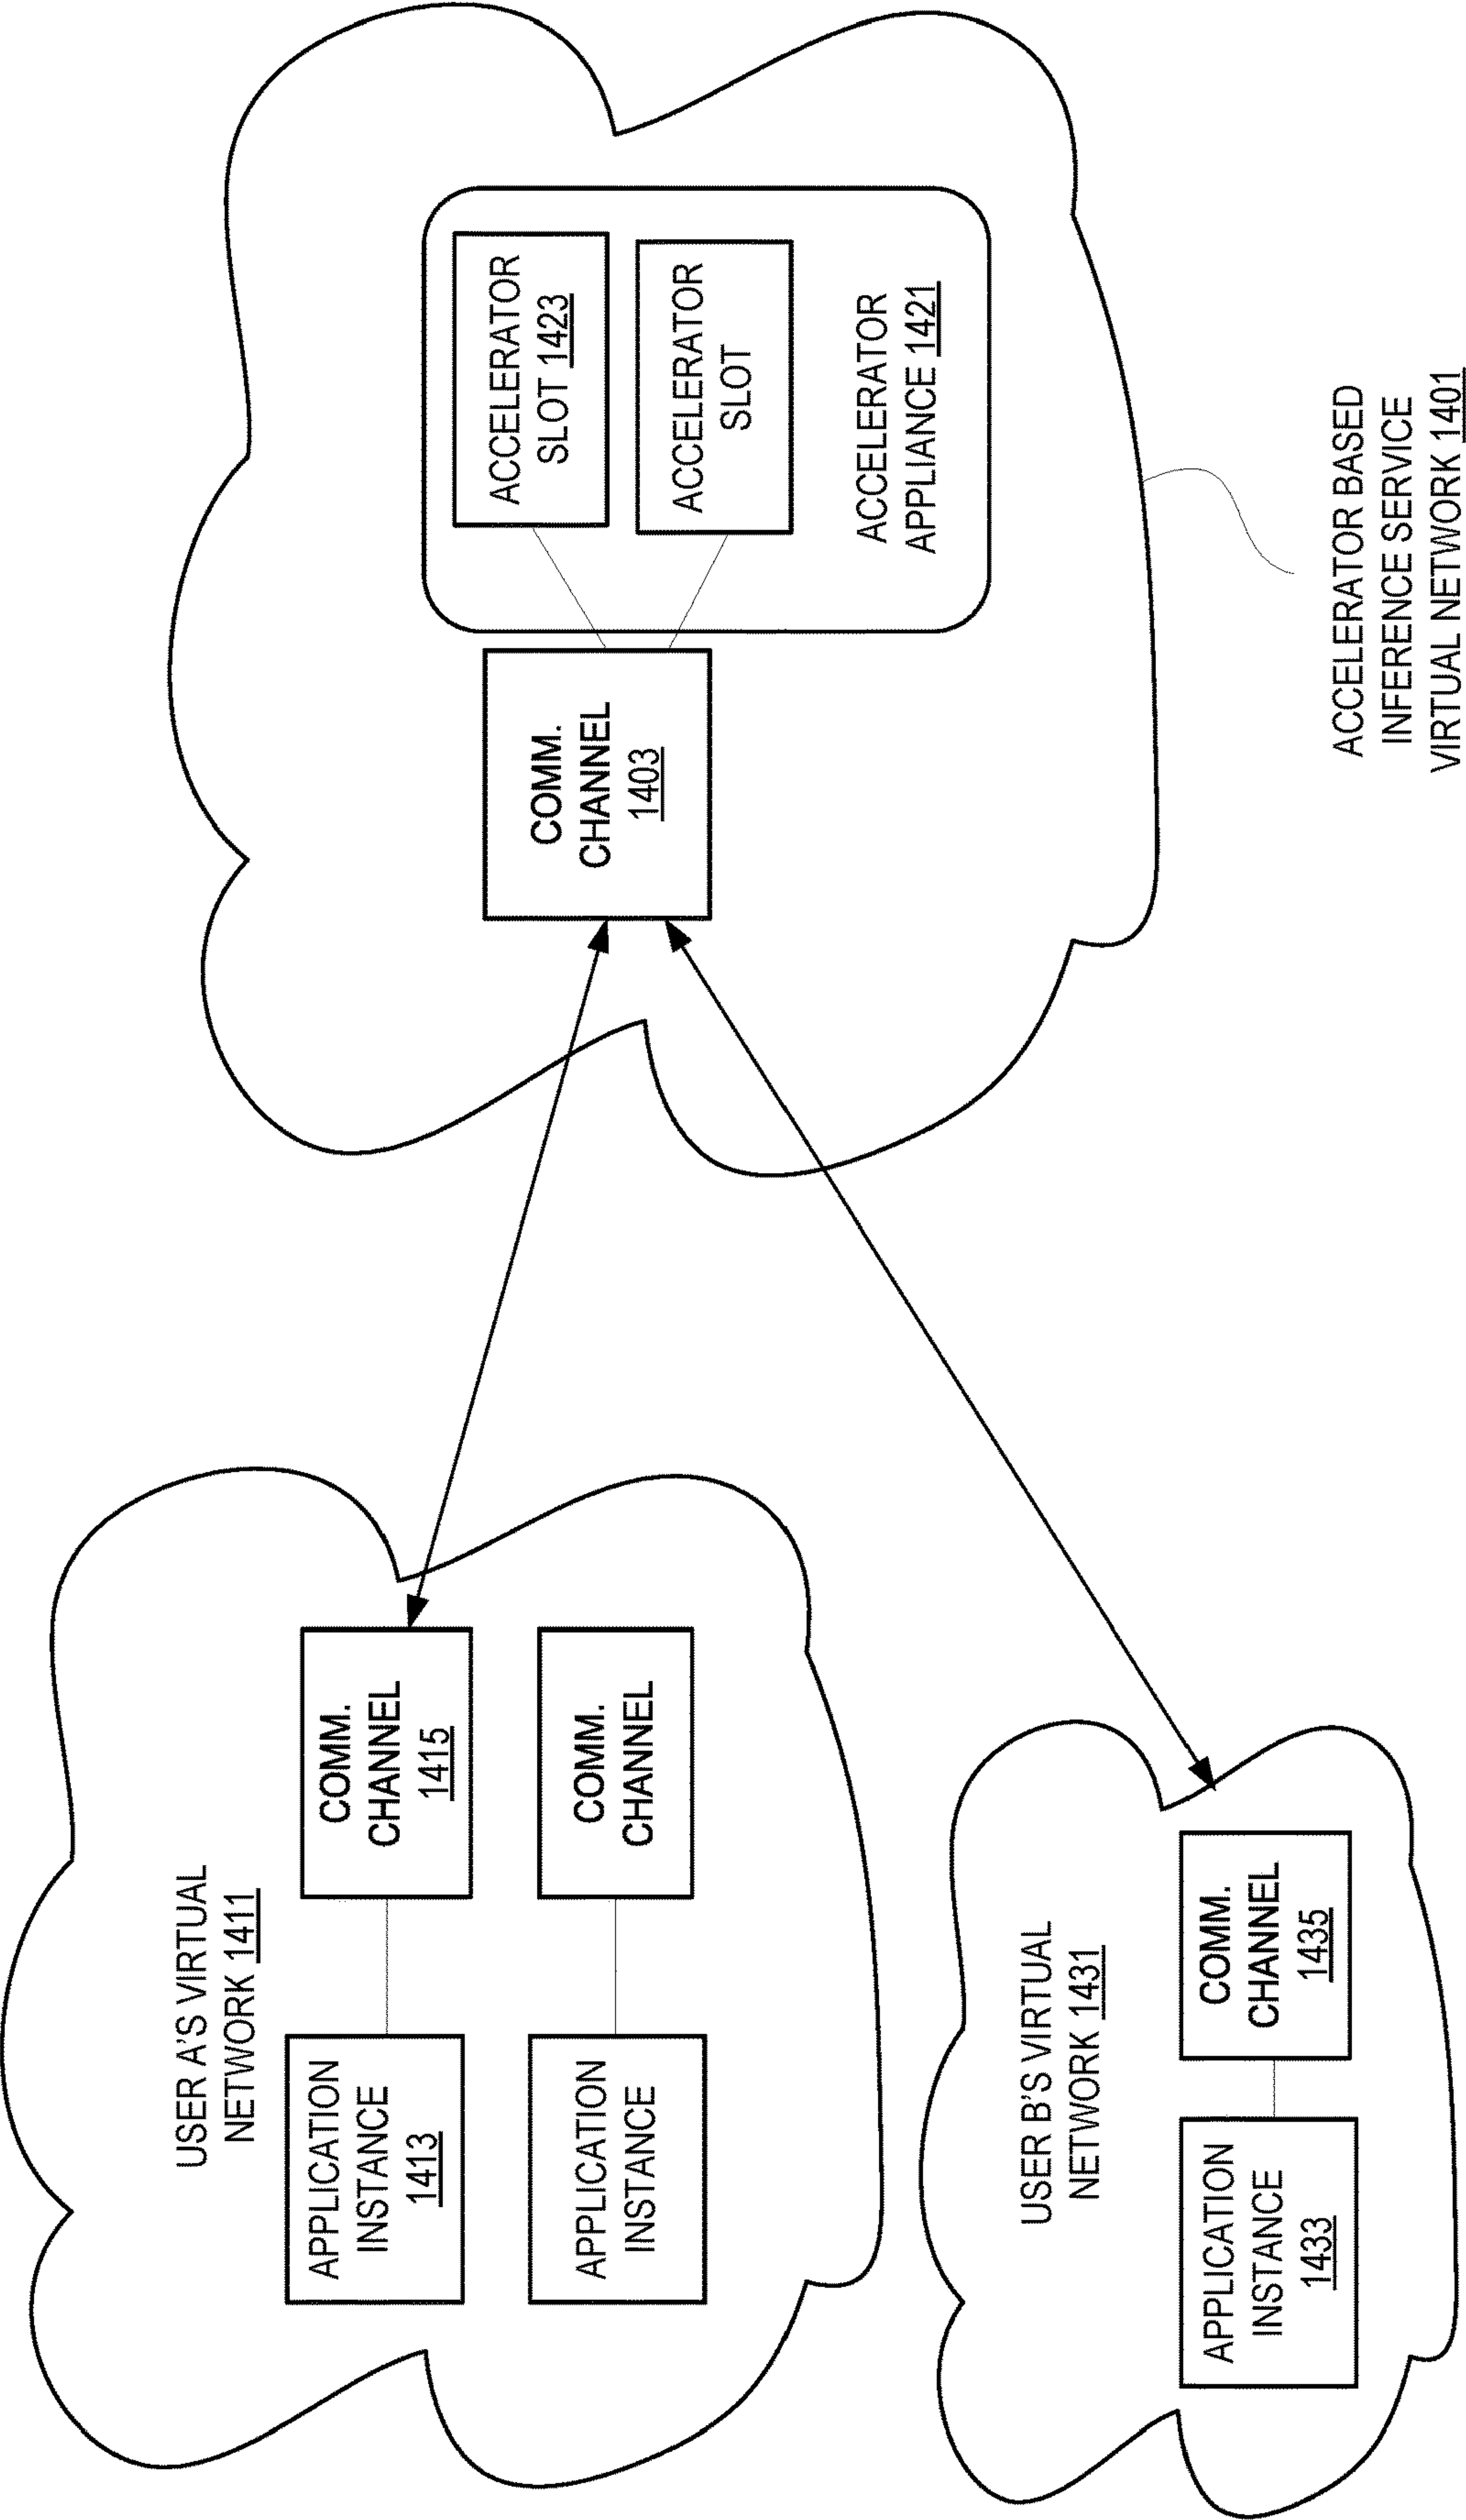 USER A'S VIRTUAL
NETWORK 1411
APPLICATION
INSTANCE
1413
COMM.
CHANNEL
1415
APPLICATION
INSTANCE
COMM.
CHANNEL
USER B'S VIRTUAL
NETWORK 1431
APPLICATION
INSTANCE
1433
COMM.
CHANNEL
1435
COMM.
CHANNEL
1403
ACCELERATOR
SLOT 1423
ACCELERATOR
SLOT
ACCELERATOR
APPLIANCE 1421
ACCELERATOR BASED
INFERENCE SERVICE
VIRTUAL NETWORK 1401